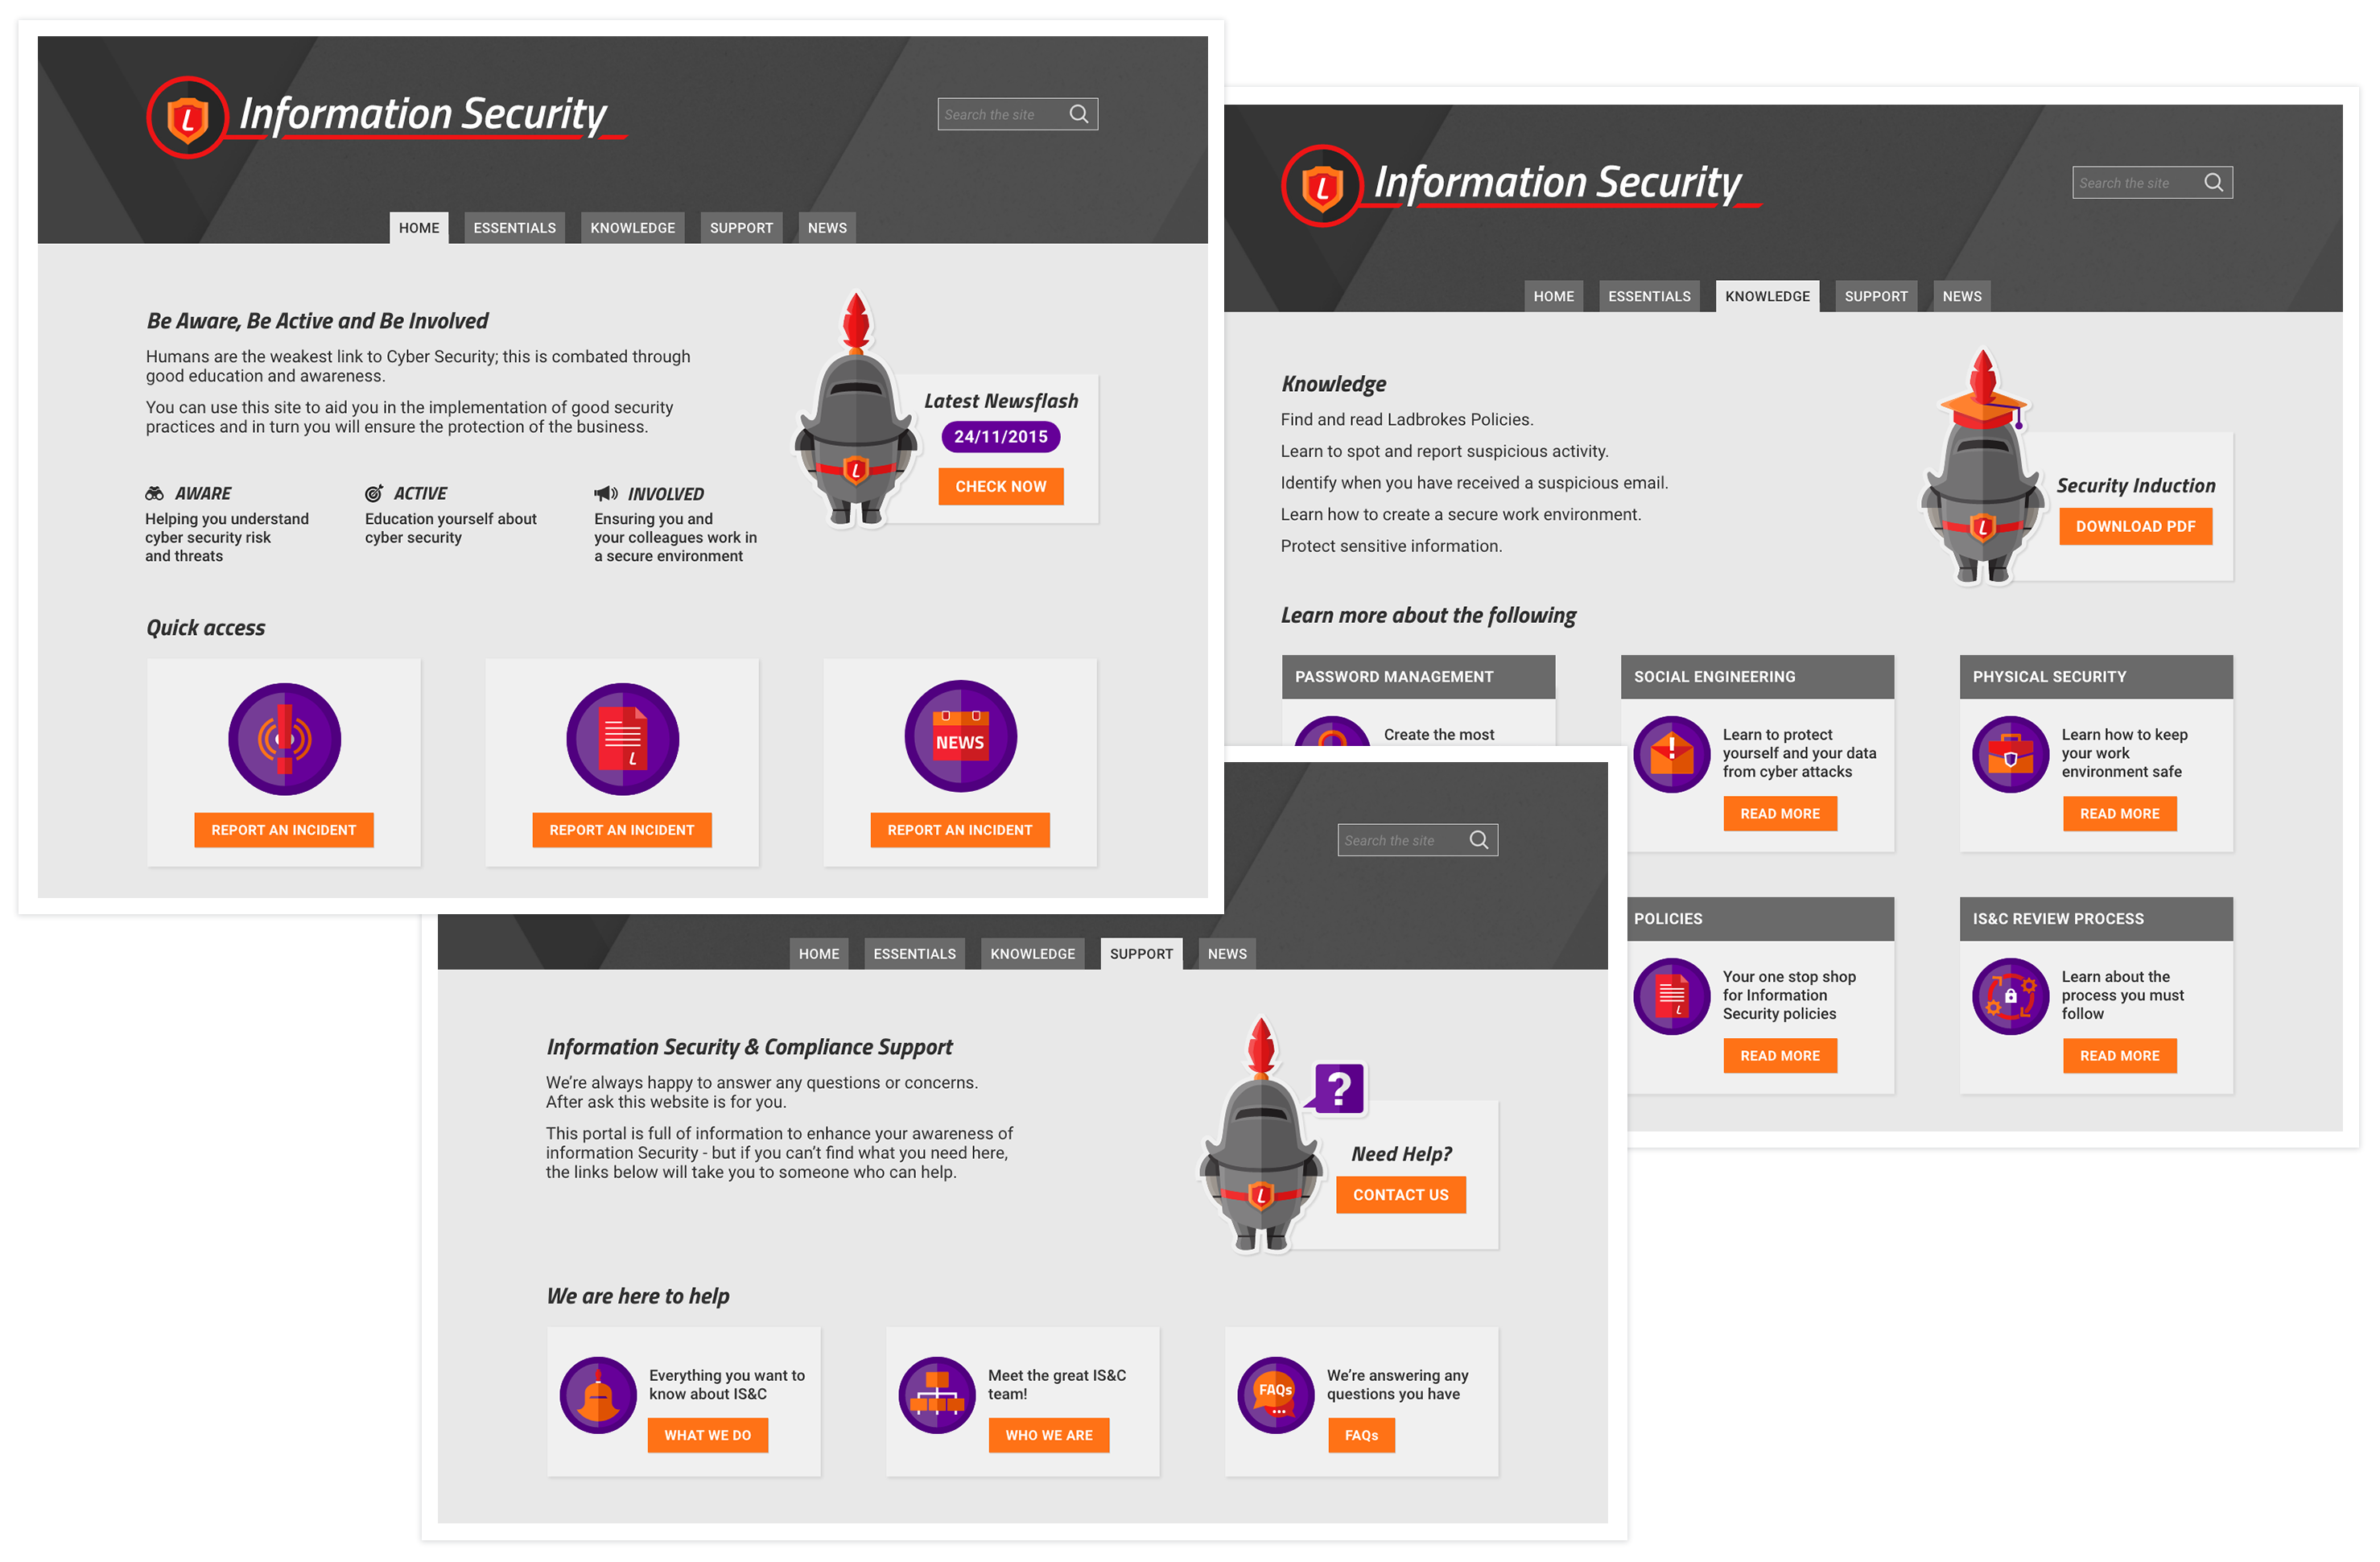 L
Information Security
Search the site
HOME
ESSENTIALS
KNOWLEDGE
SUPPORT
NEWS
Be Aware, Be Active and Be Involved
Humans are the weakest link to Cyber Security; this is combated through
good education and awareness.
You can use this site to aid you in the implementation of good security
practices and in turn you will ensure the protection of the business.
AWARE
Helping you understand
cyber security risk
and threats
ACTIVE
Education yourself about
cyber security
INVOLVED
Ensuring you and
your colleagues work in
a secure environment
L
Latest Newsflash
24/11/2015
CHECK NOW
Quick access
L
NEWS
REPORT AN INCIDENT
REPORT AN INCIDENT
REPORT AN INCIDENT
L
Information Security
Search the site
HOME
ESSENTIALS
KNOWLEDGE
SUPPORT
NEWS
Knowledge
Find and read Ladbrokes Policies.
Learn to spot and report suspicious activity.
Identify when you have received a suspicious email.
Learn how to create a secure work environment.
Protect sensitive information.
L
Security Induction
DOWNLOAD PDF
Learn more about the following
PASSWORD MANAGEMENT
Create the most
SOCIAL ENGINEERING
!
Learn to protect
yourself and your data
from cyber attacks
READ MORE
PHYSICAL SECURITY
Learn how to keep
your work
environment safe
READ MORE
POLICIES
L
Your one stop shop
for Information
Security policies
READ MORE
IS&C REVIEW PROCESS
Learn about the
process you must
follow
READ MORE
Search the site
HOME
ESSENTIALS
KNOWLEDGE
SUPPORT
NEWS
Information Security & Compliance Support
We're always happy to answer any questions or concerns.
After ask this website is for you.
This portal is full of information to enhance your awareness of
information Security - but if you can't find what you need here,
the links below will take you to someone who can help.
?
L
Need Help?
CONTACT US
We are here to help
Everything you want to
know about IS&C
WHAT WE DO
Meet the great IS&C
team!
WHO WE ARE
FAQs
We're answering any
questions you have
FAQs